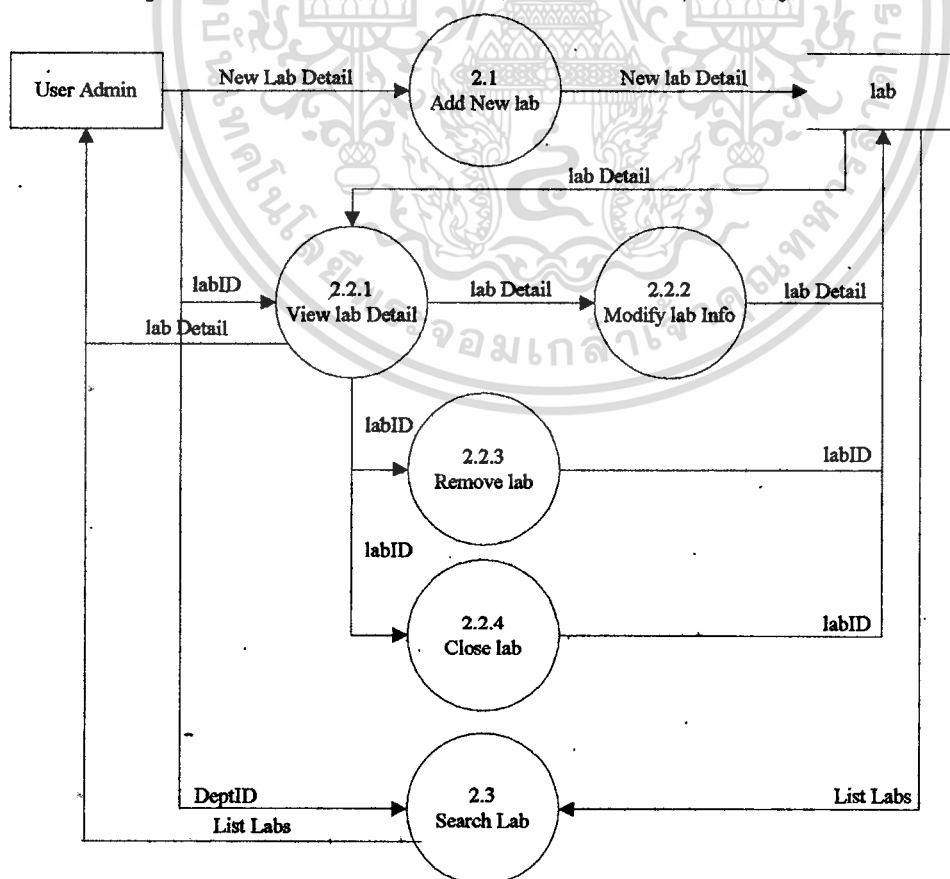 User Admin
New Lab Detail
2.1
Add New lab
New lab Detail
lab
lab Detail
labID
2.2.1
View lab Detail
lab Detail
2.2.2
Modify lab Info
lab Detail
lab Detail
labID
2.2.3
Remove lab
labID
labID
2.2.4
Close lab
labID
DeptID
2.3
Search Lab
List Labs
List Labs